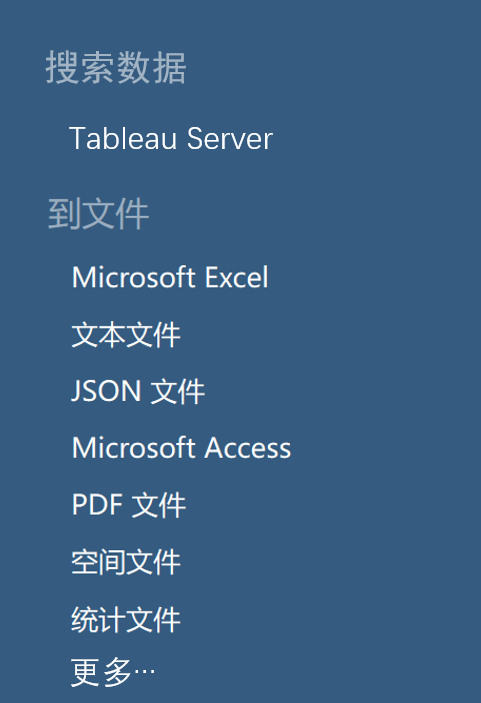 搜索数据
Tableau Server
到文件
Microsoft Excel
文本文件
JSON 文件
Microsoft Access
PDF 文件
空间文件
统计文件
更多…